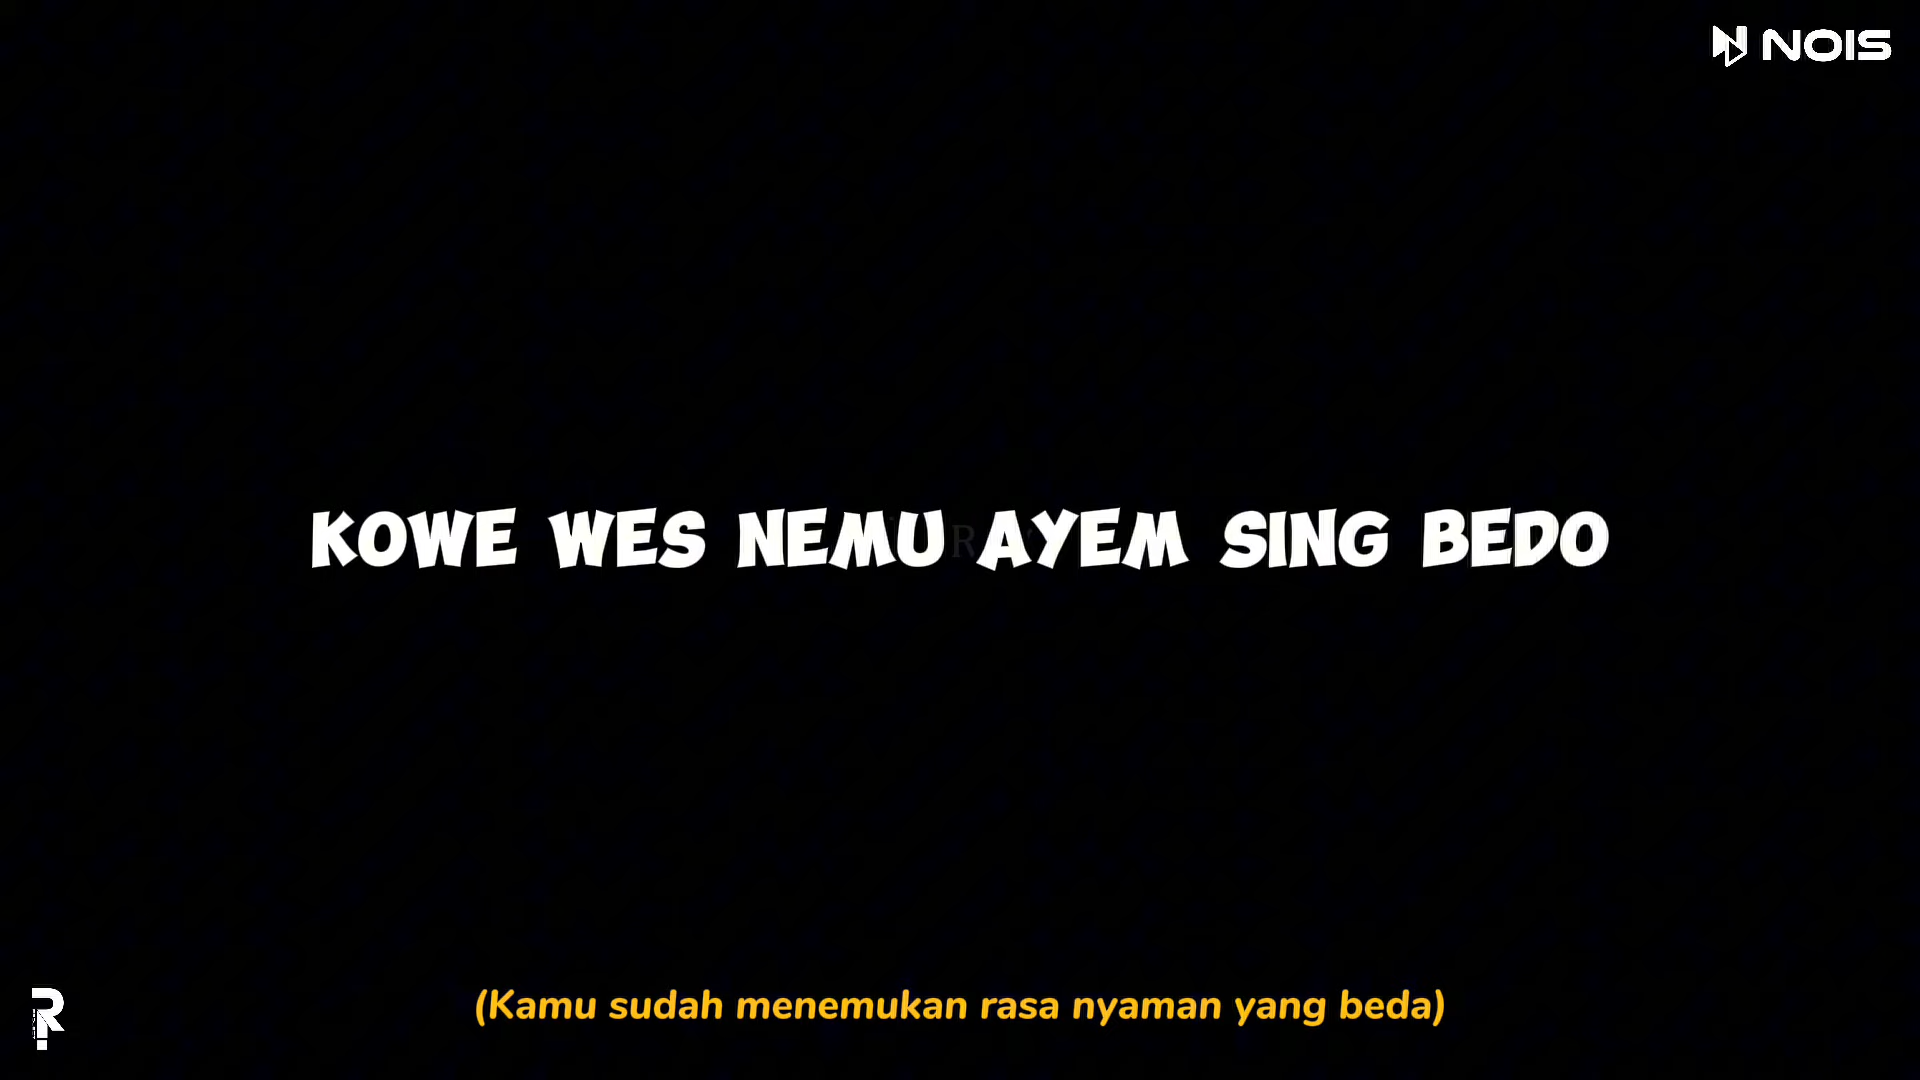 NOIS
KOWE WES NEMU AYEM SING BEDO
(Kamu sudah menemukan rasa nyaman yang beda)